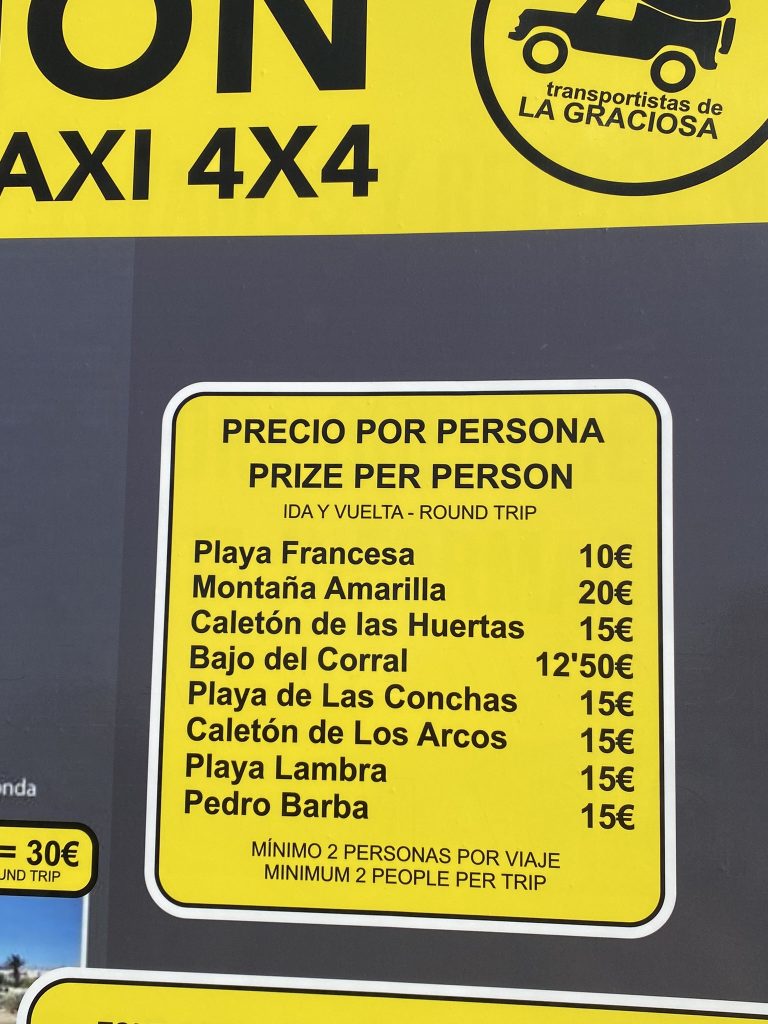 ON
AXI 4X4
transportistas de
LA GRACIOSA
PRECIO POR PERSONA
PRIZE PER PERSON
IDA Y VUELTA - ROUND TRIP
Playa Francesa 10€
Montaña Amarilla 20€
Caletón de las Huertas 15€
Bajo del Corral 12'50€
Playa de Las Conchas 15€
Caletón de Los Arcos 15€
Playa Lambra 15€
Pedro Barba 15€
MÍNIMO 2 PERSONAS POR VIAJE
MINIMUM 2 PEOPLE PER TRIP
onda
= 30€
UND TRIP